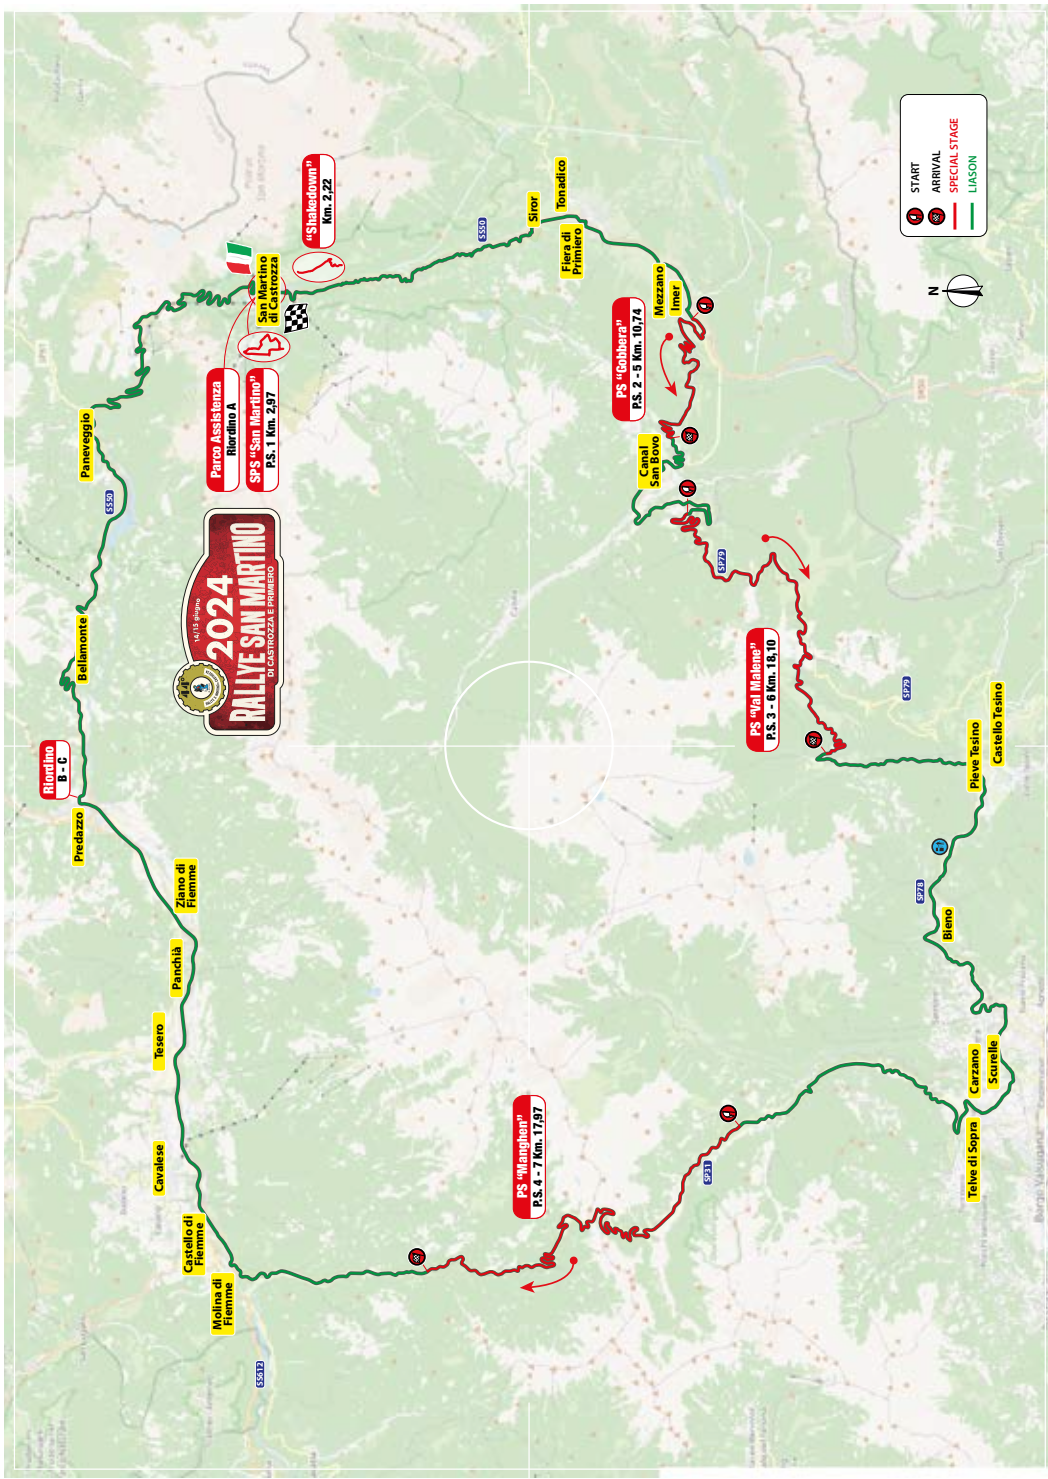 14/15 giugno
2024
RALLYE SAN MARTINO
DI CASTROZZA E PRIMIERO
Riordino
B - C
Predazzo
Bellamonte
Paneveggio
SS50
Parco Assistenza
Riordino A
SPS “San Martino”
P.S. 1 Km. 2,97
San Martino
di Castrozza
“Shakedown”
Km. 2,22
SS50
Siror
Tonadico
Fiera di
Primiero
Mezzano
Imer
PS “Gobbera”
P.S. 2 - 5 Km. 10,74
Canal
San Bovo
SP79
PS “Val Malene”
P.S. 3 - 6 Km. 18,10
SP79
Pieve Tesino
Castello Tesino
SP78
Bieno
Carzano
Scurelle
Telve di Sopra
SP31
PS “Manghen”
P.S. 4 - 7 Km. 17,97
Molina di
Fiemme
Castello di
Fiemme
Cavalese
Tesero
Panchià
Ziano di
Fiemme
SS612
START
ARRIVAL
SPECIAL STAGE
LIASON
N